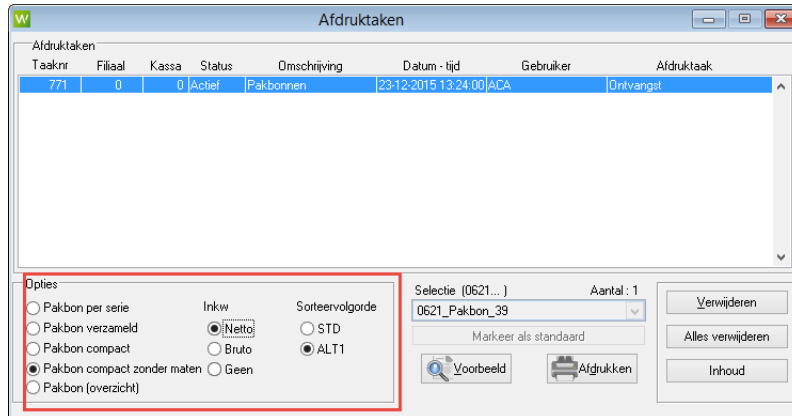 W Afdruktaken
Afdruktaken
Taaknr Filiaal Kassa Status Omschrijving Datum - tijd Gebruiker Afdruktaak
771 0 0 Actief Pakbonnen 23-12-2015 13:24:00 ACA Ontvangst
Opties
Pakbon per serie
Pakbon verzameld
Pakbon compact
Pakbon compact zonder maten
Pakbon (overzicht)
Inkw
Netto
Bruto
Geen
Sorteervolgorde
STD
ALT1
Selectie (0621... ) Aantal : 1
0621_Pakbon_39
Markeer als standaard
Voorbeeld Afdrukken
Verwijderen
Alles verwijderen
Inhoud